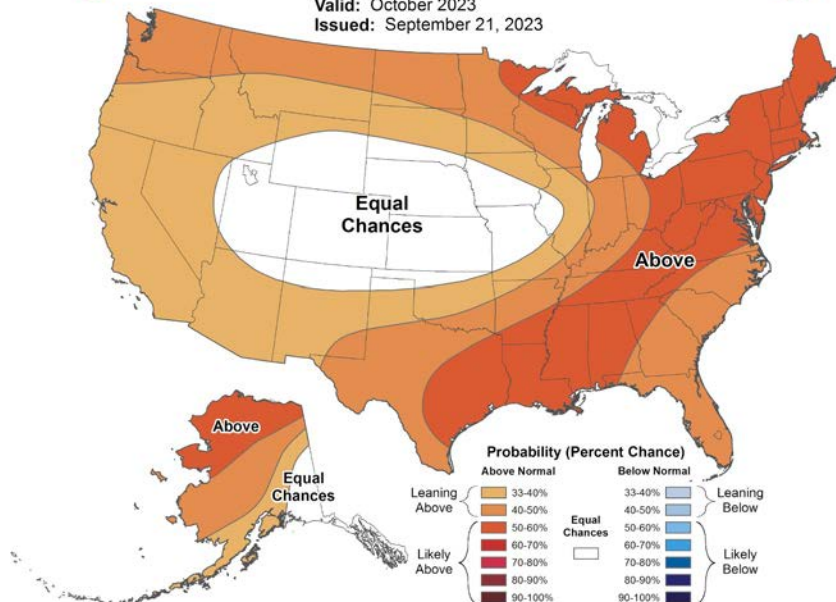 Valid: October 2023
Issued: September 21, 2023
Equal
Chances
Above
Above
Equal
Chances
Probability (Percent Chance)
Above Normal
Below Normal
Leaning
Above
33-40%
40-50%
Likely
Above
50-60%
60-70%
70-80%
80-90%
90-100%
Equal
Chances
33-40%
40-50%
Leaning
Below
50-60%
60-70%
70-80%
80-90%
90-100%
Likely
Below